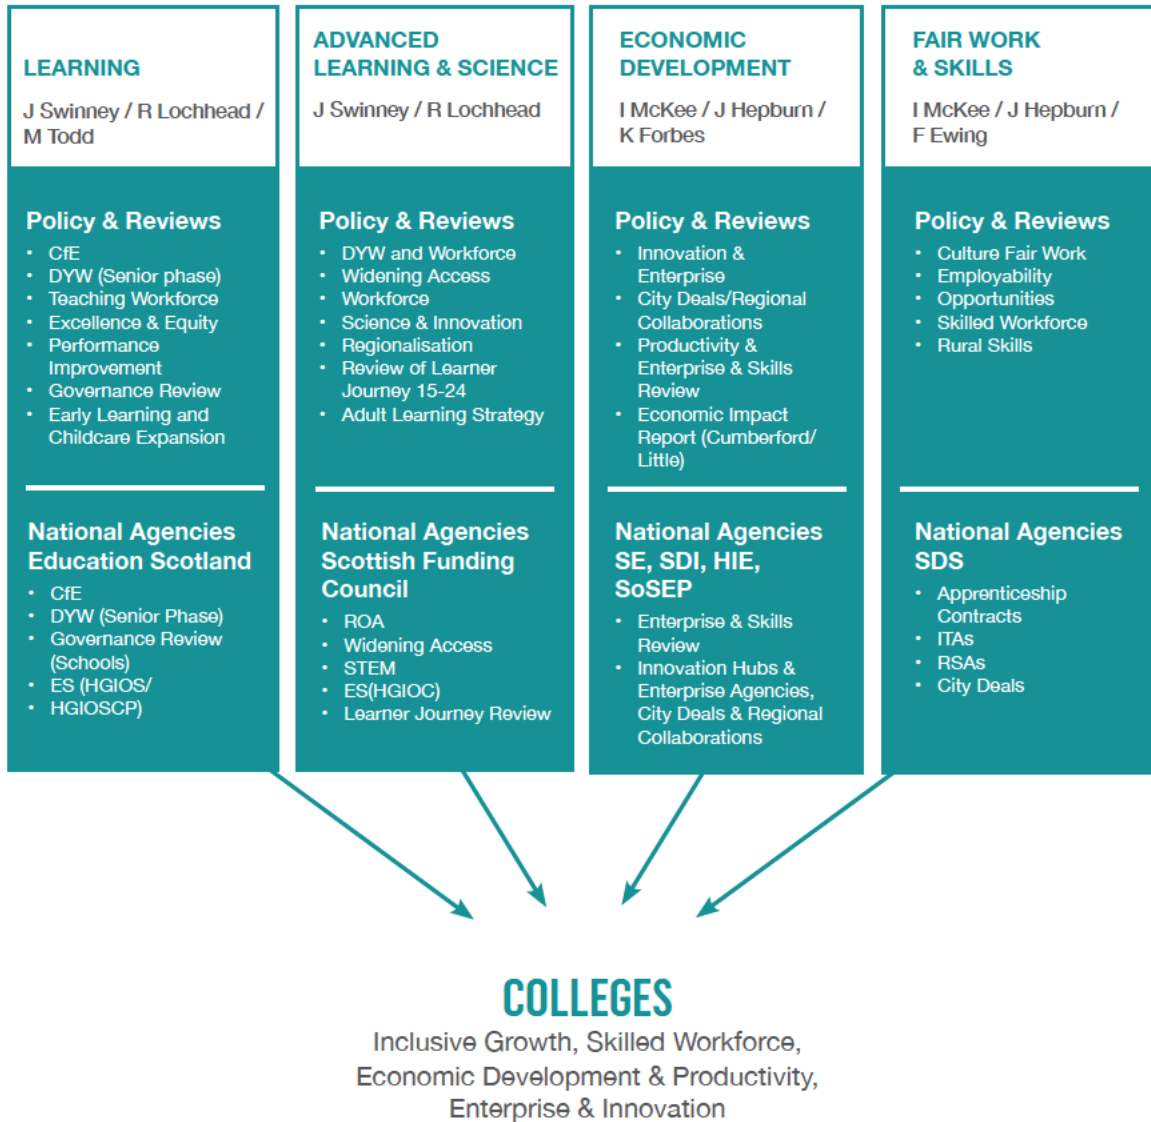 LEARNING
J Swinney / R Lochhead /
M Todd
Policy & Reviews
• CfE
• DYW (Senior phase)
• Teaching Workforce
• Excellence & Equity
• Performance
Improvement
• Governance Review
• Early Learning and
Childcare Expansion
National Agencies
Education Scotland
• CfE
• DYW (Senior Phase)
• Governance Review
(Schools)
• ES (HGIOS/
• HGIOSCP)
ADVANCED
LEARNING & SCIENCE
J Swinney / R Lochhead
Policy & Reviews
• DYW and Workforce
• Widening Access
• Workforce
• Science & Innovation
• Regionalisation
• Review of Learner
Journey 15-24
• Adult Learning Strategy
National Agencies
Scottish Funding
Council
• ROA
• Widening Access
• STEM
• ES(HGIOC)
• Learner Journey Review
ECONOMIC
DEVELOPMENT
I McKee / J Hepburn /
K Forbes
Policy & Reviews
• Innovation &
Enterprise
• City Deals/Regional
Collaborations
• Productivity &
Enterprise & Skills
Review
• Economic Impact
Report (Cumberford/
Little)
National Agencies
SE, SDI, HIE,
SoSEP
• Enterprise & Skills
Review
• Innovation Hubs &
Enterprise Agencies,
City Deals & Regional
Collaborations
FAIR WORK
& SKILLS
I McKee / J Hepburn /
F Ewing
Policy & Reviews
• Culture Fair Work
• Employability
• Opportunities
• Skilled Workforce
• Rural Skills
National Agencies
SDS
• Apprenticeship
Contracts
• ITAs
• RSAs
• City Deals
COLLEGES
Inclusive Growth, Skilled Workforce,
Economic Development & Productivity,
Enterprise & Innovation